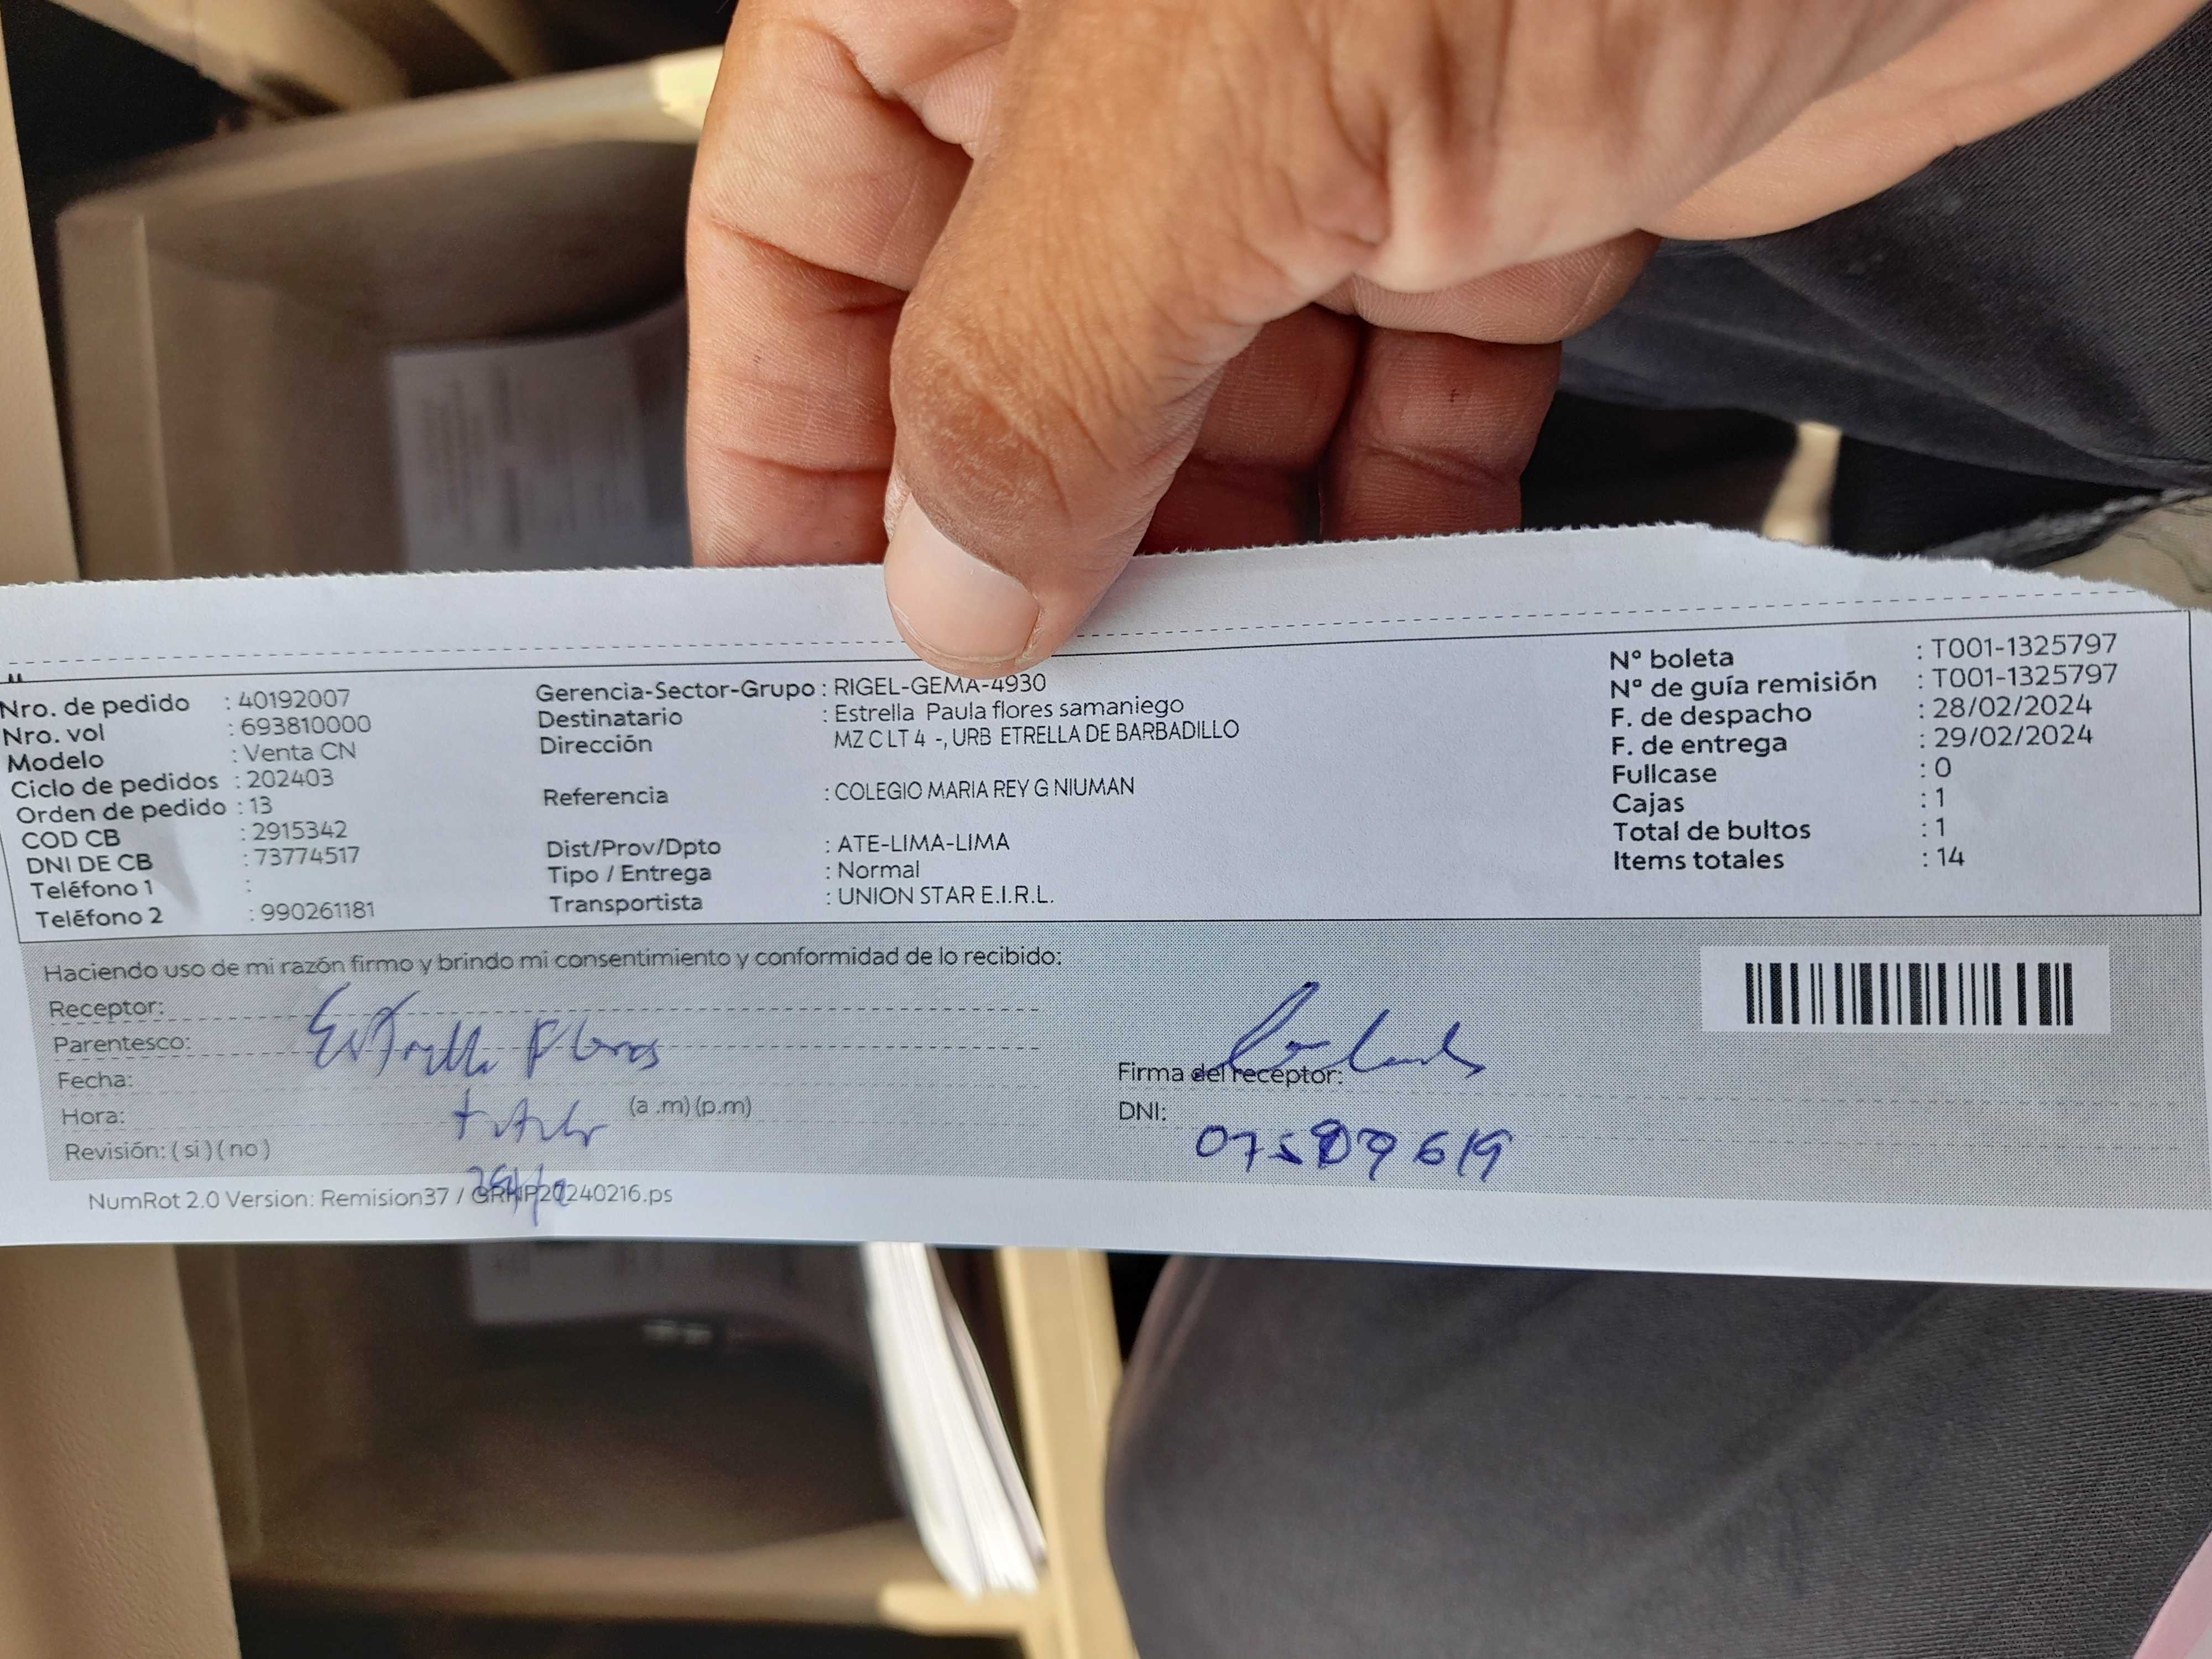 Nro. de pedido : 40192007
Nro. vol : 693810000
Modelo : Venta CN
Ciclo de pedidos : 202403
Orden de pedido : 13
COD CB : 2915342
DNI DE CB : 73774517
Teléfono 1 :
Teléfono 2 : 990261181
Gerencia-Sector-Grupo : RIGEL-GEMA-4930
Destinatario : Estrella Paula flores samaniego
Dirección MZ C LT 4 -, URB ETRELLA DE BARBADILLO
Referencia : COLEGIO MARIA REY G NIUMAN
Dist/Prov/Dpto : ATE-LIMA-LIMA
Tipo / Entrega : Normal
Transportista : UNION STAR E.I.R.L.
N° boleta : T001-1325797
N° de guía remisión : T001-1325797
F. de despacho : 28/02/2024
F. de entrega : 29/02/2024
Fullcase : 0
Cajas : 1
Total de bultos : 1
Items totales : 14
Haciendo uso de mi razón firmo y brindo mi consentimiento y conformidad de lo recibido:
Receptor:
Parentesco: Estrella Flores
Fecha:
Hora: titular (a .m) (p.m)
Revisión: ( si ) ( no )
Firma del receptor:
DNI:
NumRot 2.0 Version: Remision37 / GRHIP20240216.ps